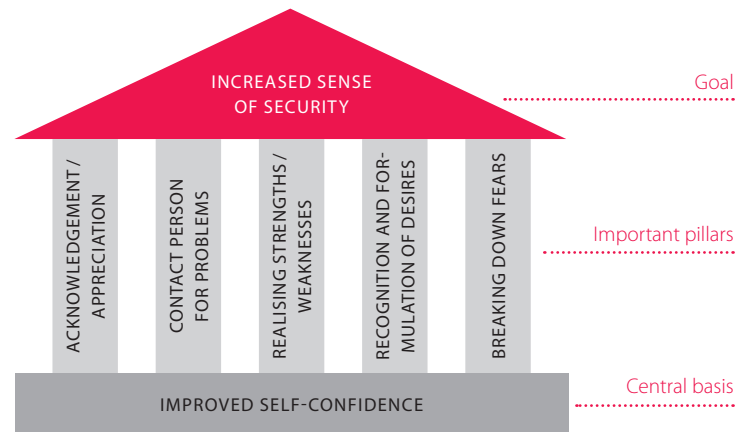 INCREASED SENSE
OF SECURITY
Goal
ACKNOWLEDGEMENT /
APPRECIATION
CONTACT PERSON
FOR PROBLEMS
REALISING STRENGTHS /
WEAKNESSES
RECOGNITION AND FOR-
MULATION OF DESIRES
BREAKING DOWN FEARS
Important pillars
IMPROVED SELF-CONFIDENCE
Central basis